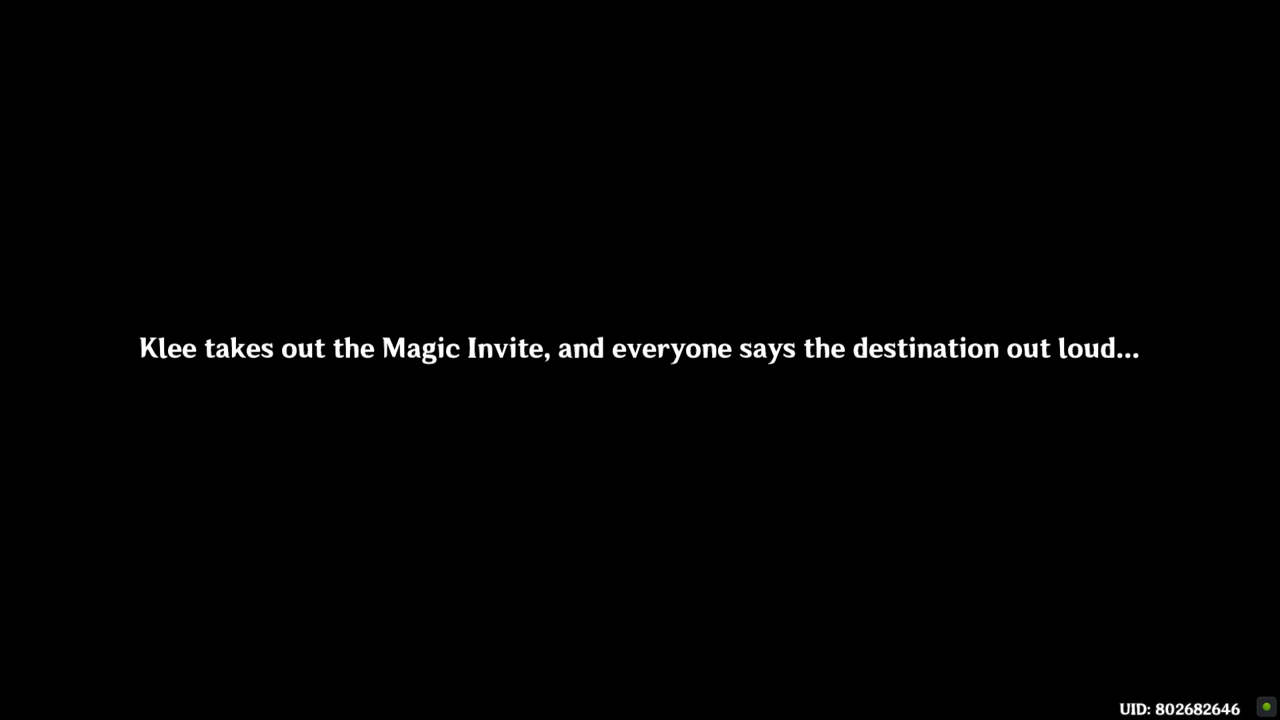 Klee takes out the Magic Invite, and everyone says the destination out loud...
UID: 802682646